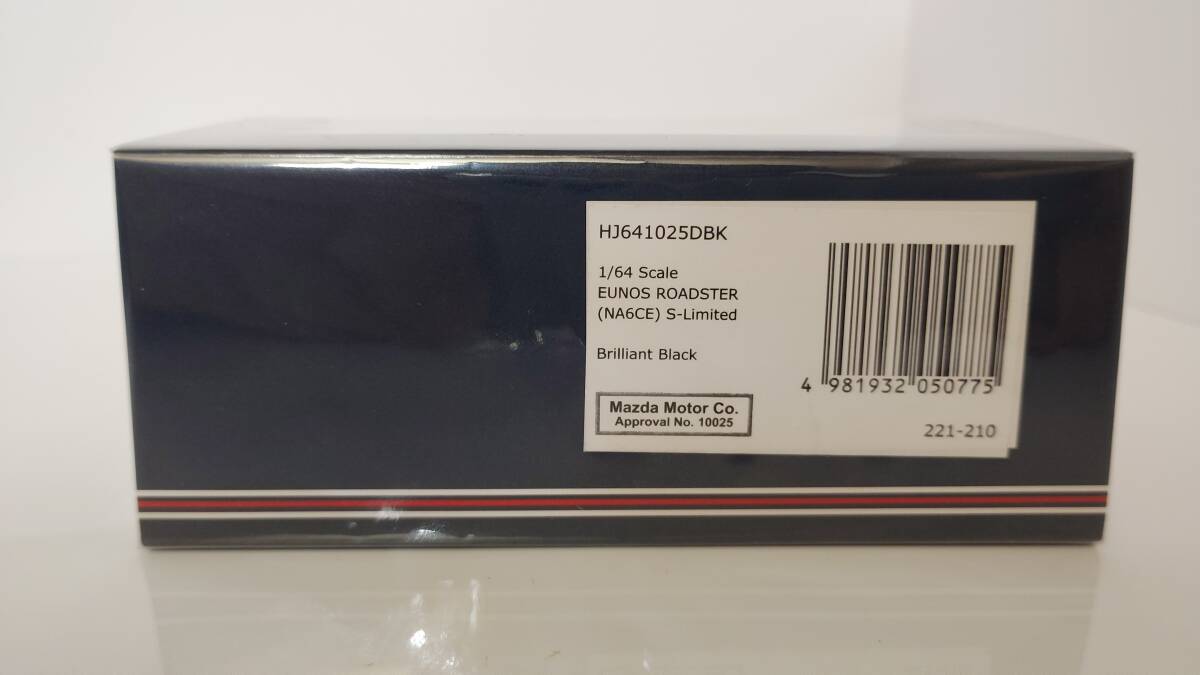 HJ641025DBK
1/64 Scale
EUNOS ROADSTER
(NA6CE) S-Limited
Brilliant Black
Mazda Motor Co.
Approval No. 10025
4 981932 050775
221-210